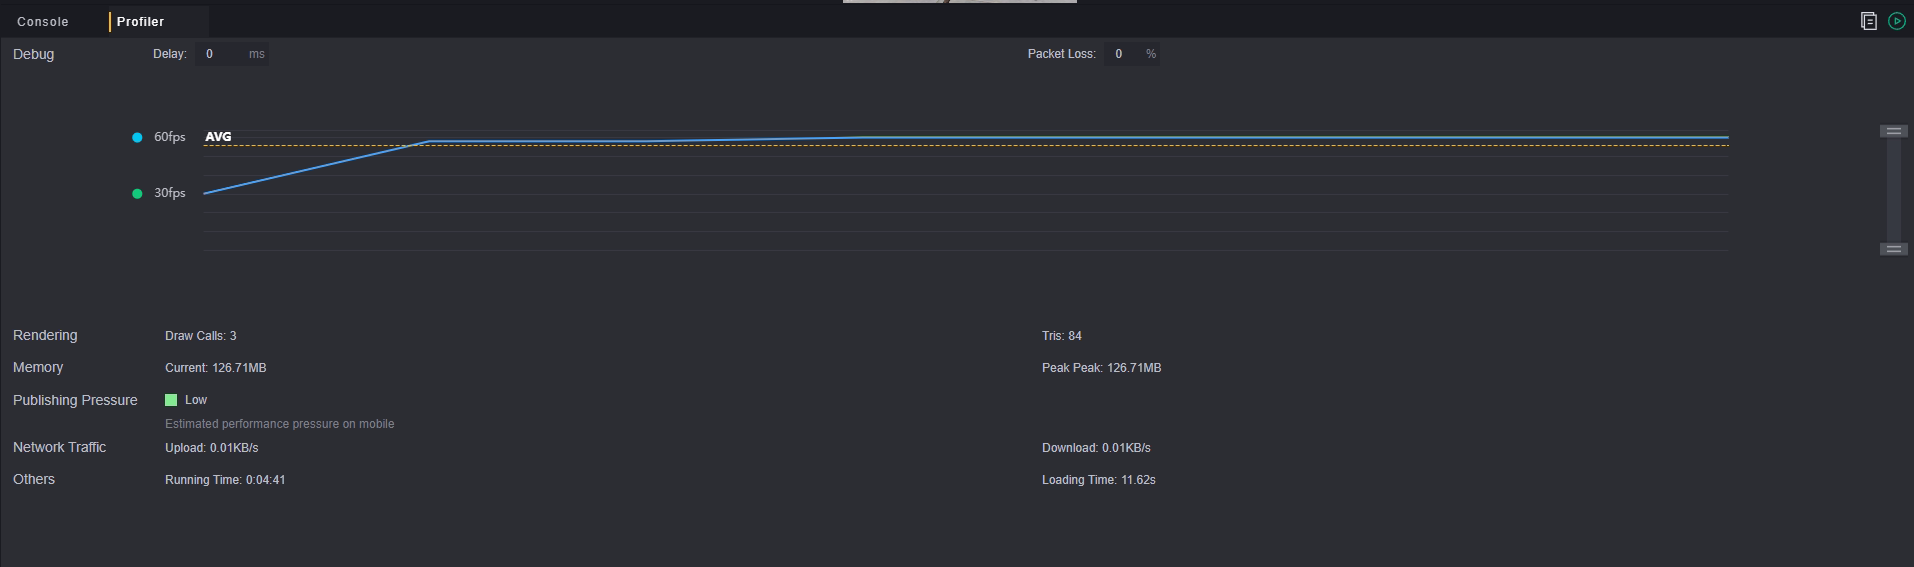 Console Profiler
Debug Delay: 0 ms Packet Loss: 0 %
60fps AVG
30fps
Rendering Draw Calls: 3 Tris: 84
Memory Current: 126.71MB Peak Peak: 126.71MB
Publishing Pressure Low
Estimated performance pressure on mobile
Network Traffic Upload: 0.01KB/s Download: 0.01KB/s
Others Running Time: 0:04:41 Loading Time: 11.62s